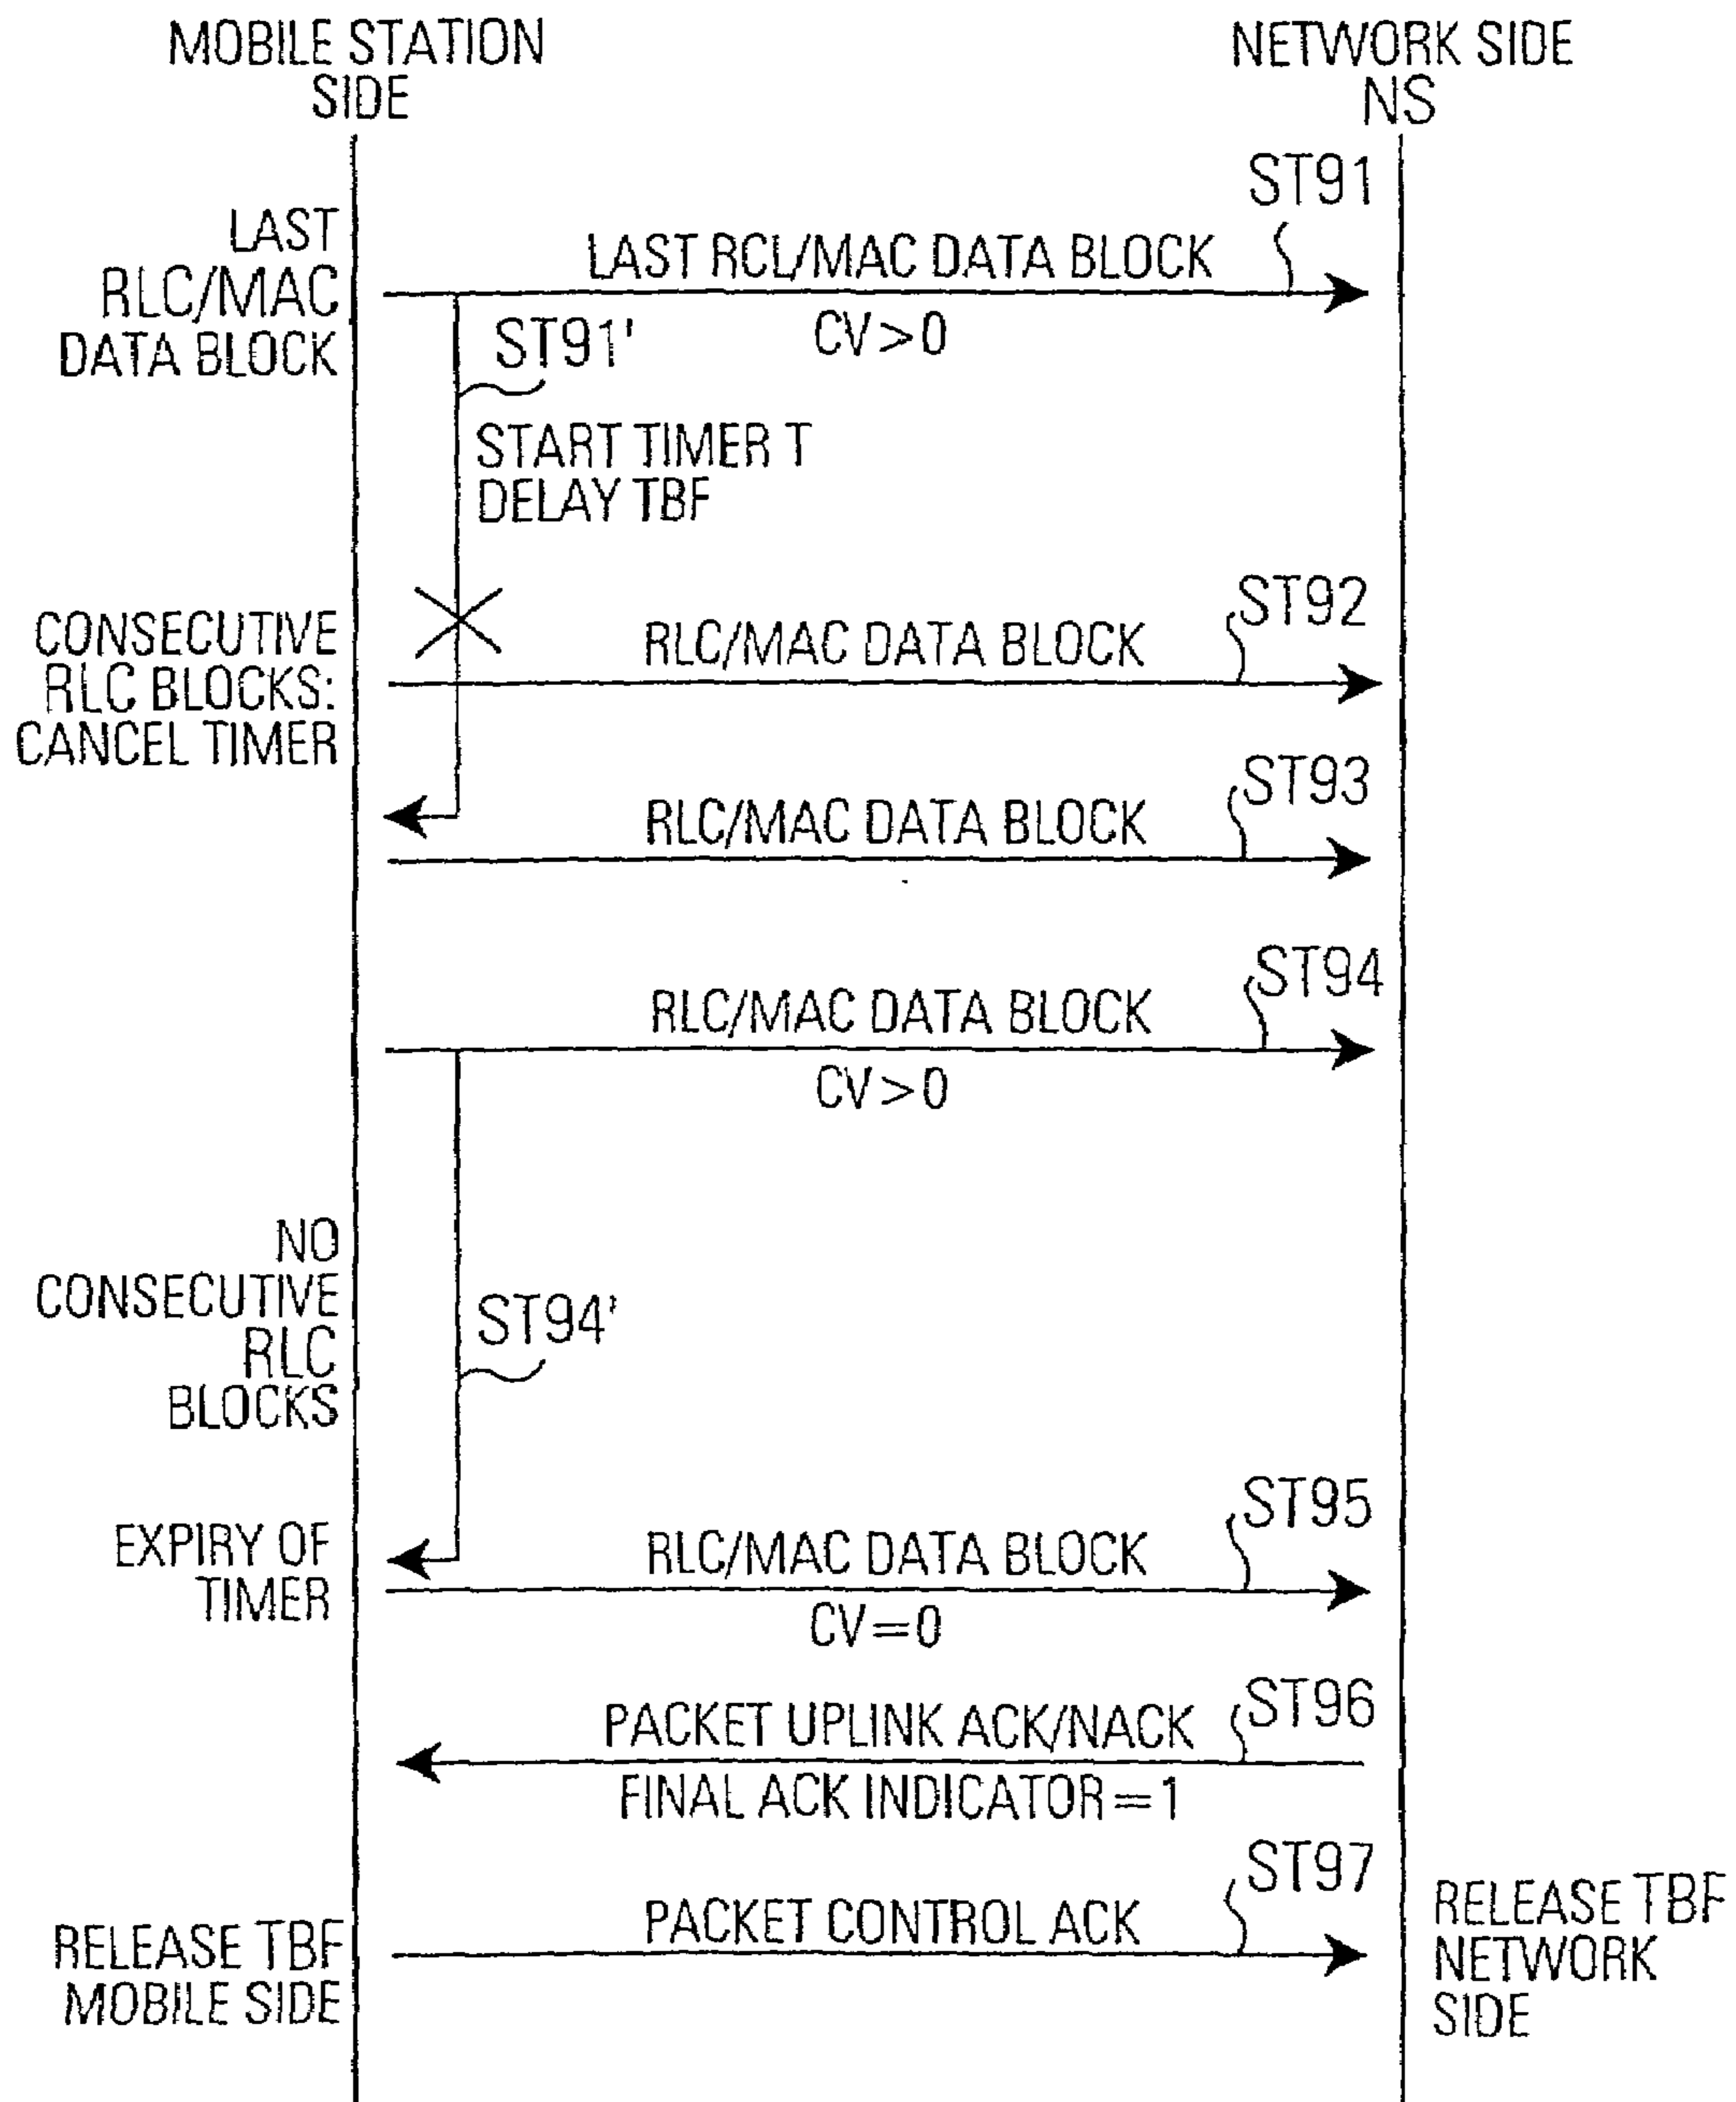 MOBILE STATION
SIDE
NETWORK SIDE
NS
ST91
LAST
RLC/MAC
DATA BLOCK
LAST RCL/MAC DATA BLOCK
CV>0
ST91'
START TIMER T
DELAY TBF
CONSECUTIVE
RLC BLOCKS:
CANCEL TIMER
ST92
RLC/MAC DATA BLOCK
ST93
RLC/MAC DATA BLOCK
ST94
RLC/MAC DATA BLOCK
CV>0
NO
CONSECUTIVE
RLC
BLOCKS
ST94'
EXPIRY OF
TIMER
ST95
RLC/MAC DATA BLOCK
CV=0
ST96
PACKET UPLINK ACK/NACK
FINAL ACK INDICATOR=1
ST97
PACKET CONTROL ACK
RELEASE TBF
MOBILE SIDE
RELEASE TBF
NETWORK
SIDE